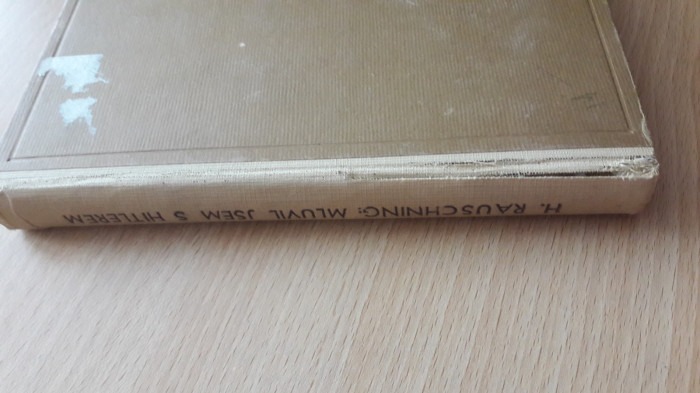 H. RAUSCHNING: MLUVIL JSEM S HITLEREM